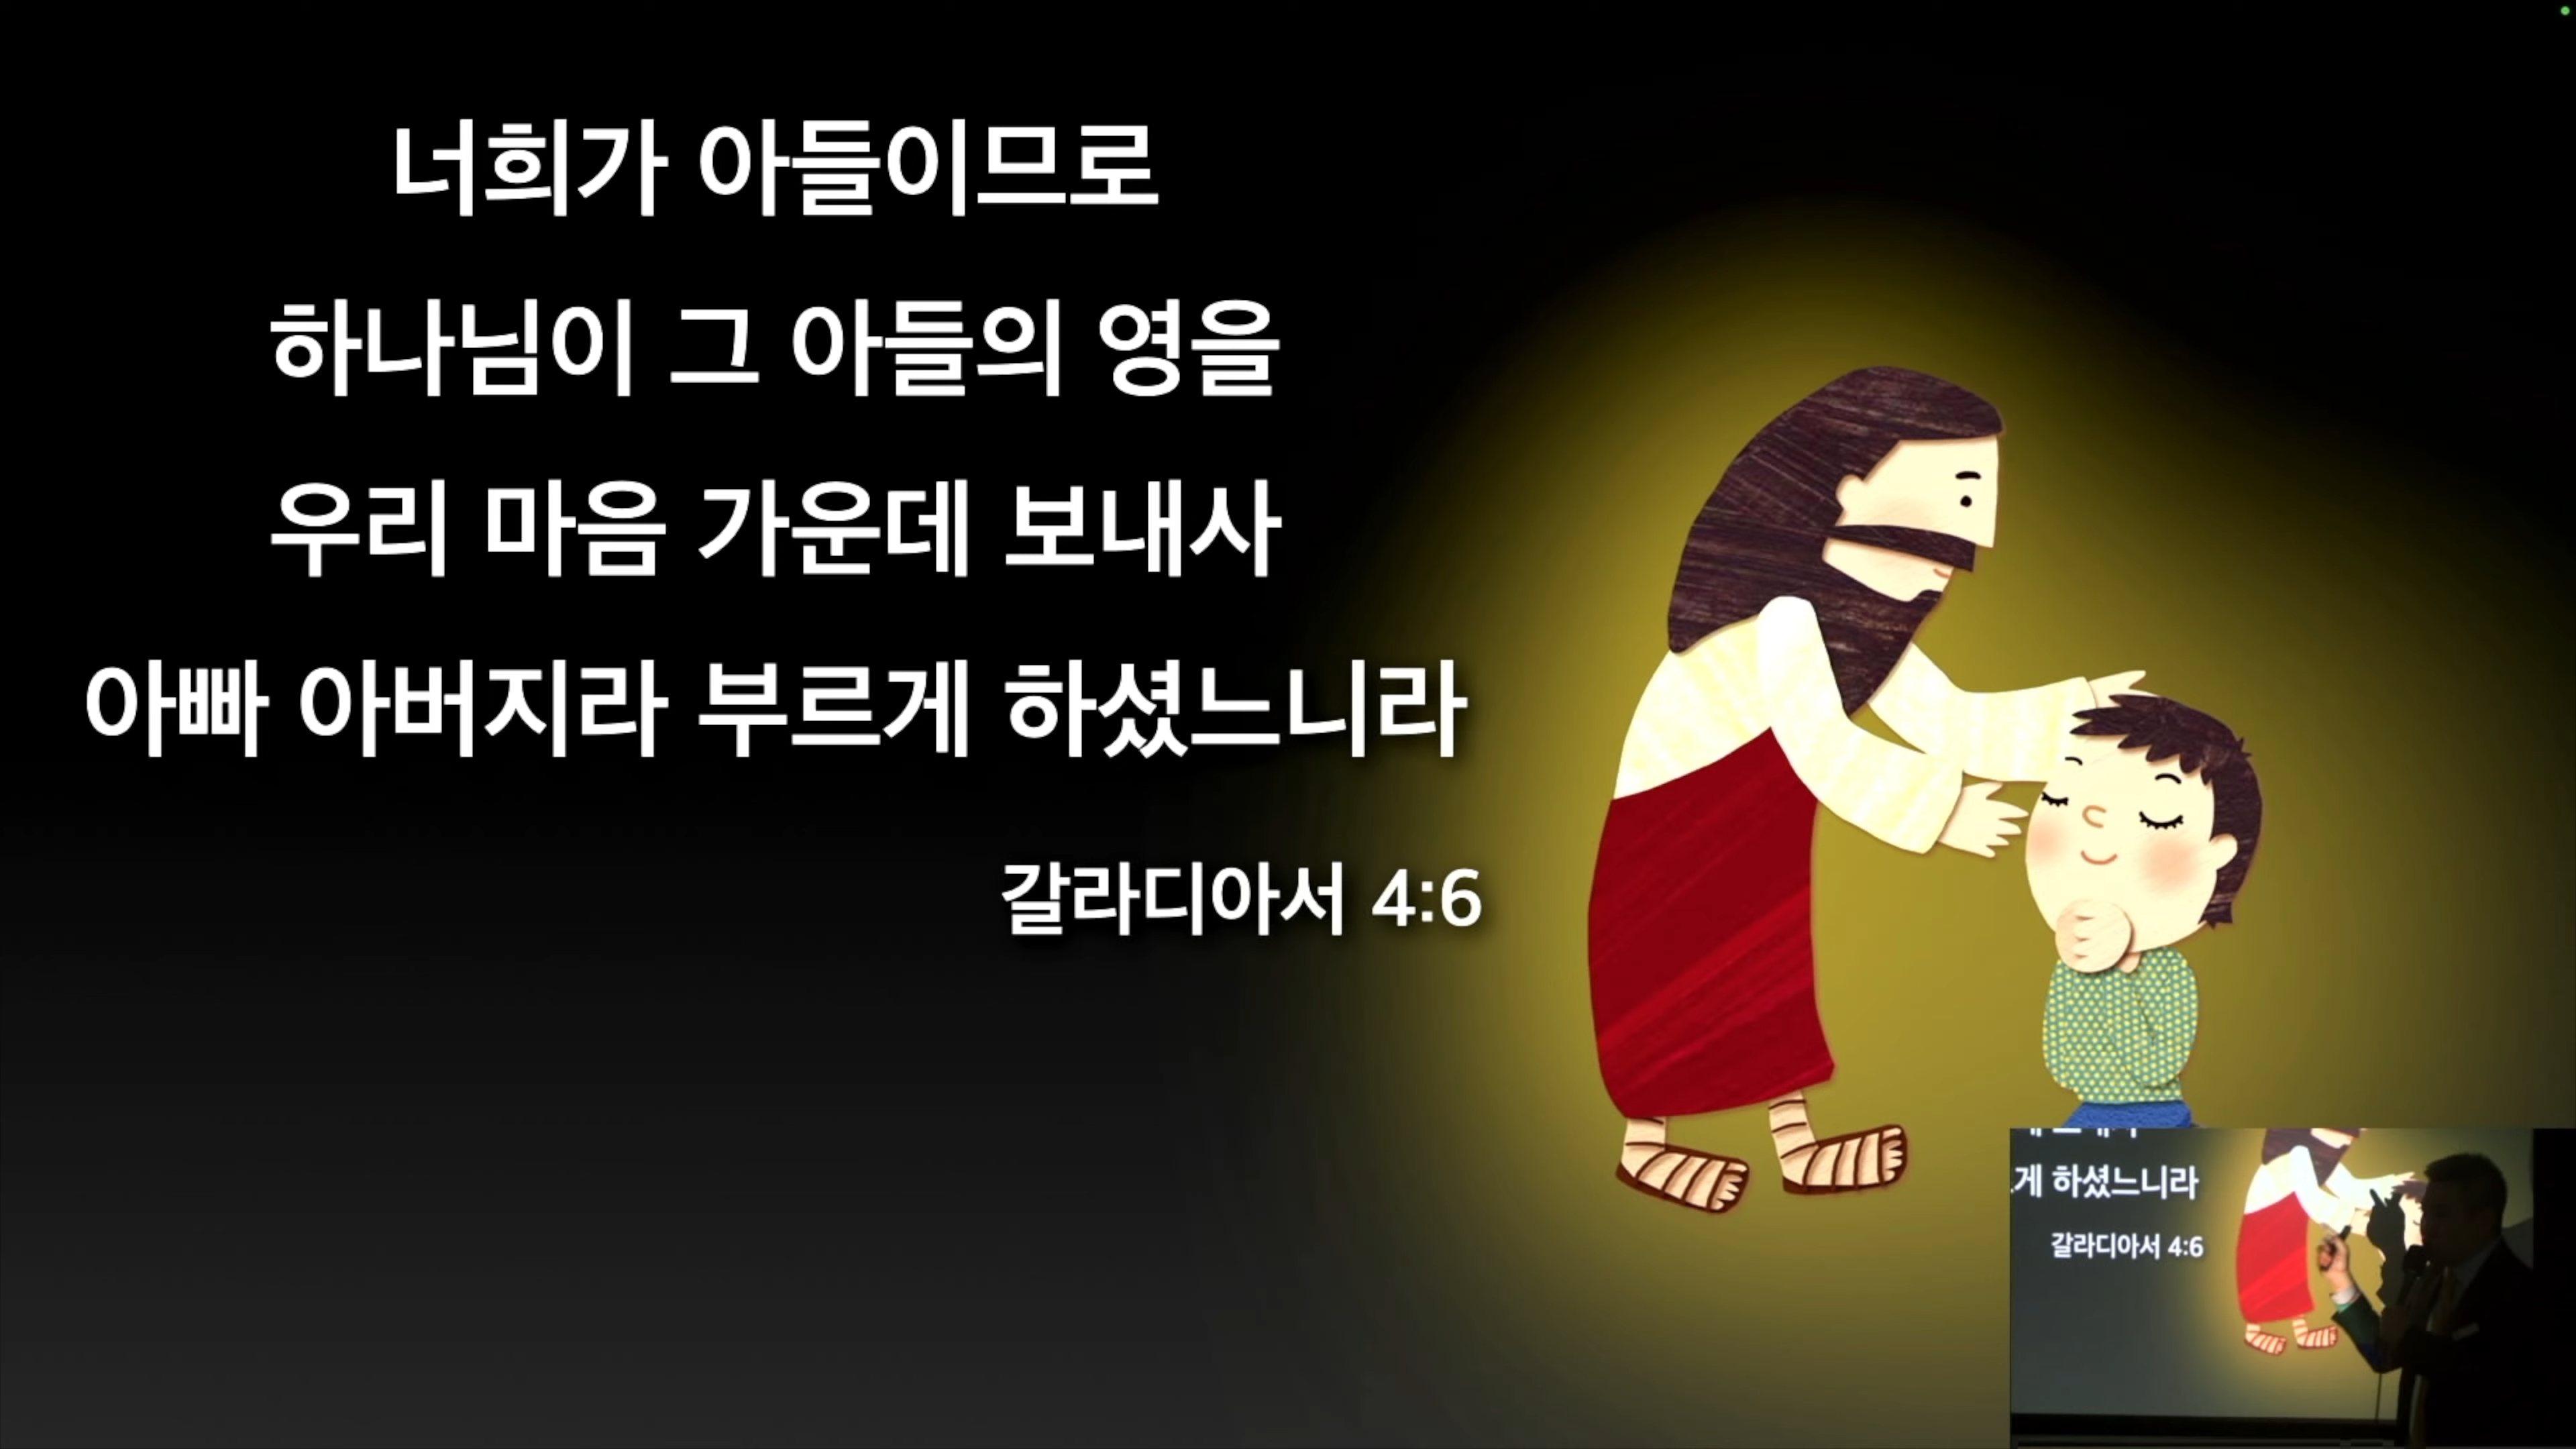 너희가 아들이므로
하나님이 그 아들의 영을
우리 마음 가운데 보내사
아빠 아버지라 부르게 하셨느니라
갈라디아서 4:6
게 하셨느니라
갈라디아서 4:6